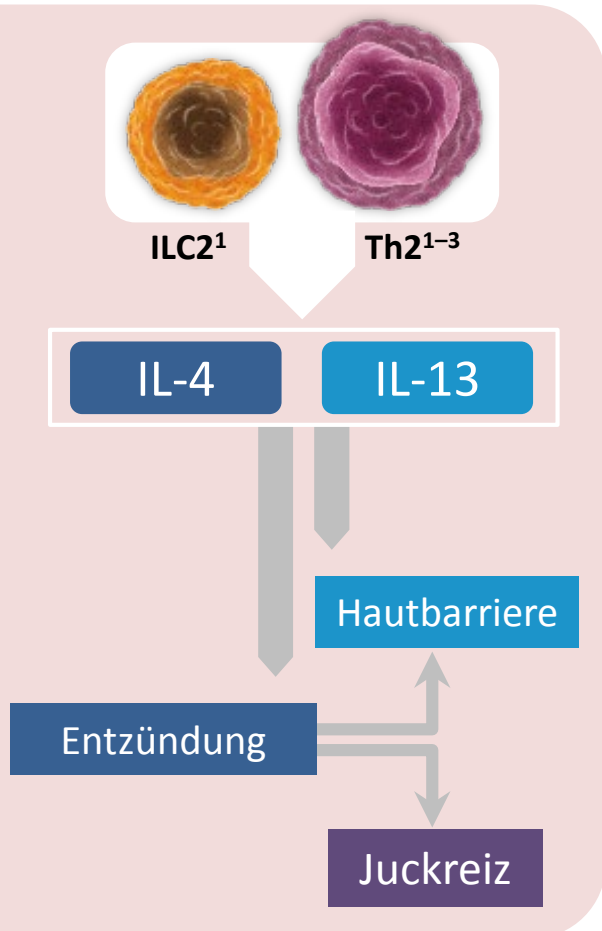 ILC2¹ Th2¹⁻³
IL-4 IL-13
Hautbarriere
Entzündung
Juckreiz